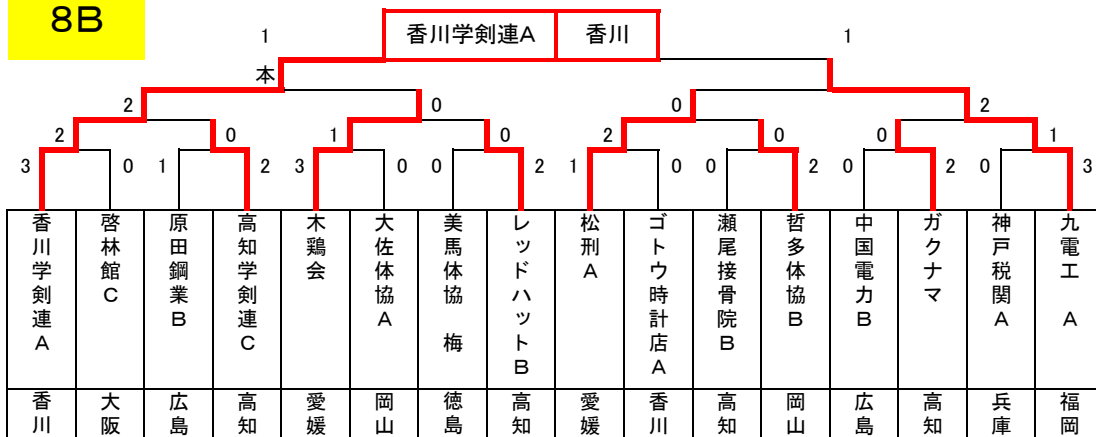 8B
香川学剣連A 香川
1 1
本
2 0 0 2
2 0 1 0 2 0 0 1
3 0 1 2 3 0 0 2 1 0 0 2 0 2 0 3
香川学剣連A
啓林館C
原田鋼業B
高知学剣連C
木鶏会
大佐体協A
美馬体協 梅
レッドハットB
松刑A
ゴトウ時計店A
瀬尾接骨院B
哲多体協B
中国電力B
ガクナマ
神戸税関A
九電工 A
香川
大阪
広島
高知
愛媛
岡山
徳島
高知
愛媛
香川
高知
岡山
広島
高知
兵庫
福岡